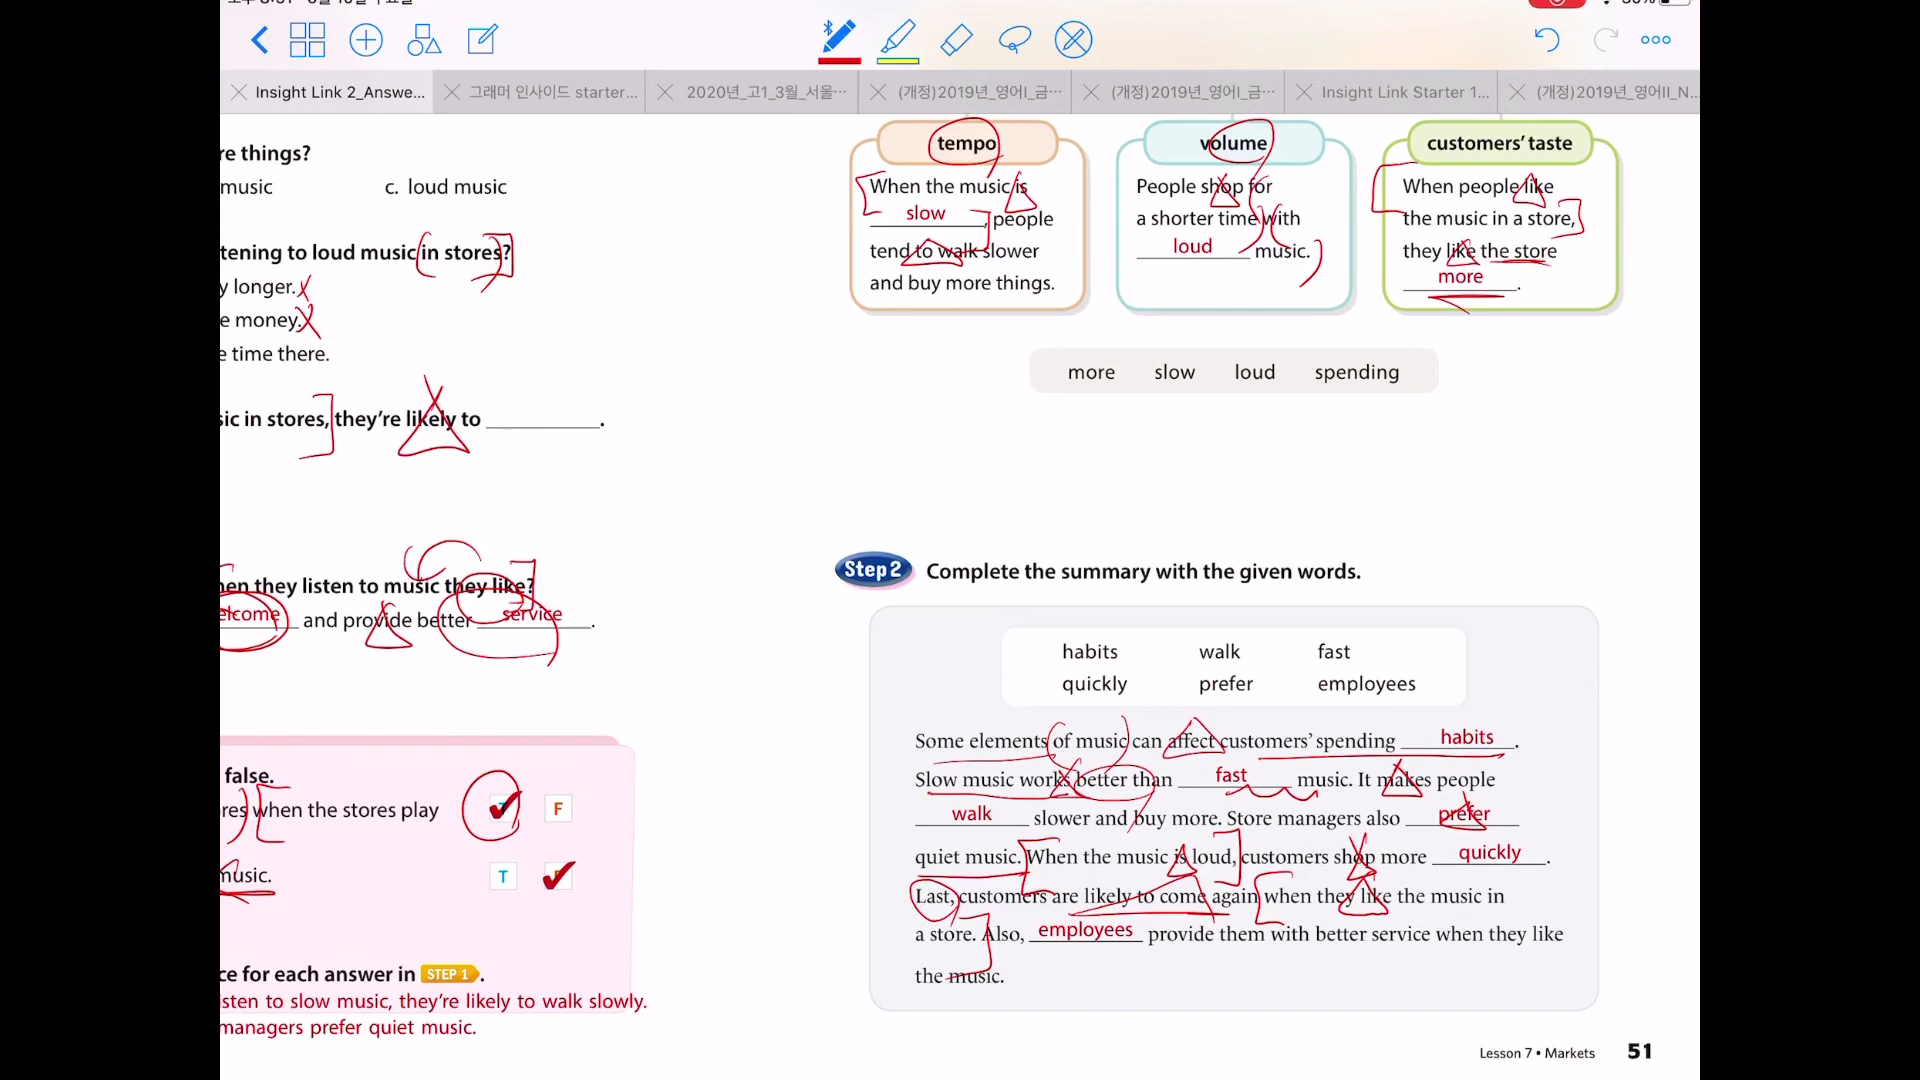 Insight Link 2_Answe...
그래머 인사이드 starter...
2020년_고1_3월_서울...
(개정)2019년_영어I_금...
(개정)2019년_영어I_금...
Insight Link Starter 1...
(개정)2019년_영어II_N...
re things?
music c. loud music
tening to loud music in stores?
y longer.
e money.
e time there.
sic in stores, they're likely to ____.
hen they listen to music they like?
elcome and provide better service.
false.
res when the stores play T F
music. T F
ce for each answer in STEP 1.
isten to slow music, they're likely to walk slowly.
managers prefer quiet music.
tempo
When the music is
slow, people
tend to walk slower
and buy more things.
volume
People shop for
a shorter time with
loud music.
customers' taste
When people like
the music in a store,
they like the store
more.
more slow loud spending
Step 2 Complete the summary with the given words.
habits walk fast
quickly prefer employees
Some elements of music can affect customers' spending habits.
Slow music works better than fast music. It makes people
walk slower and buy more. Store managers also prefer
quiet music. When the music is loud, customers shop more quickly.
Last, customers are likely to come again when they like the music in
a store. Also, employees provide them with better service when they like
the music.
Lesson 7 • Markets 51